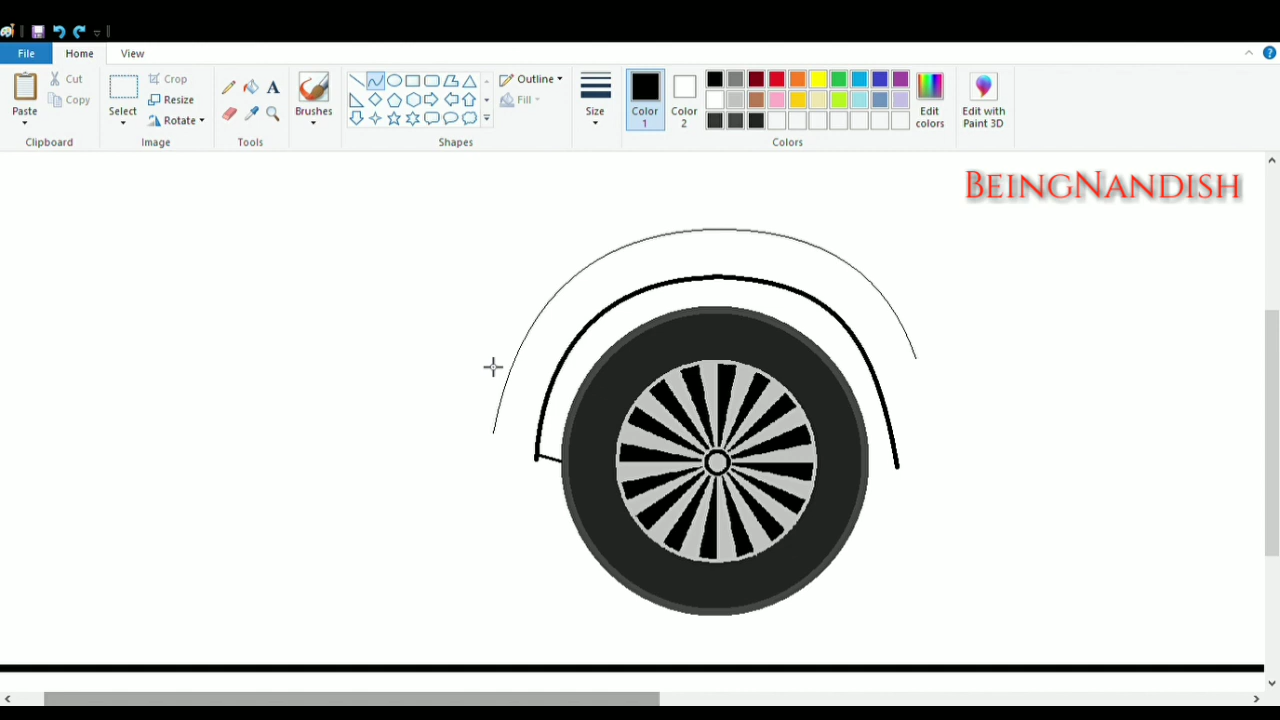 File Home View
Paste
Cut
Copy
Clipboard
Select
Crop
Resize
Rotate
Image
Tools
Brushes
Shapes
Outline
Fill
Size
Color
1
Color
2
Edit
colors
Colors
Edit with
Paint 3D
BeingNandish